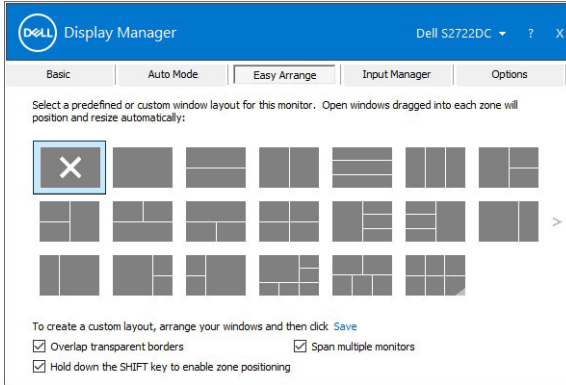 DELL Display Manager Dell S2722DC ? X
Basic Auto Mode Easy Arrange Input Manager Options
Select a predefined or custom window layout for this monitor. Open windows dragged into each zone will
position and resize automatically:
>
To create a custom layout, arrange your windows and then click Save
Overlap transparent borders Span multiple monitors
Hold down the SHIFT key to enable zone positioning